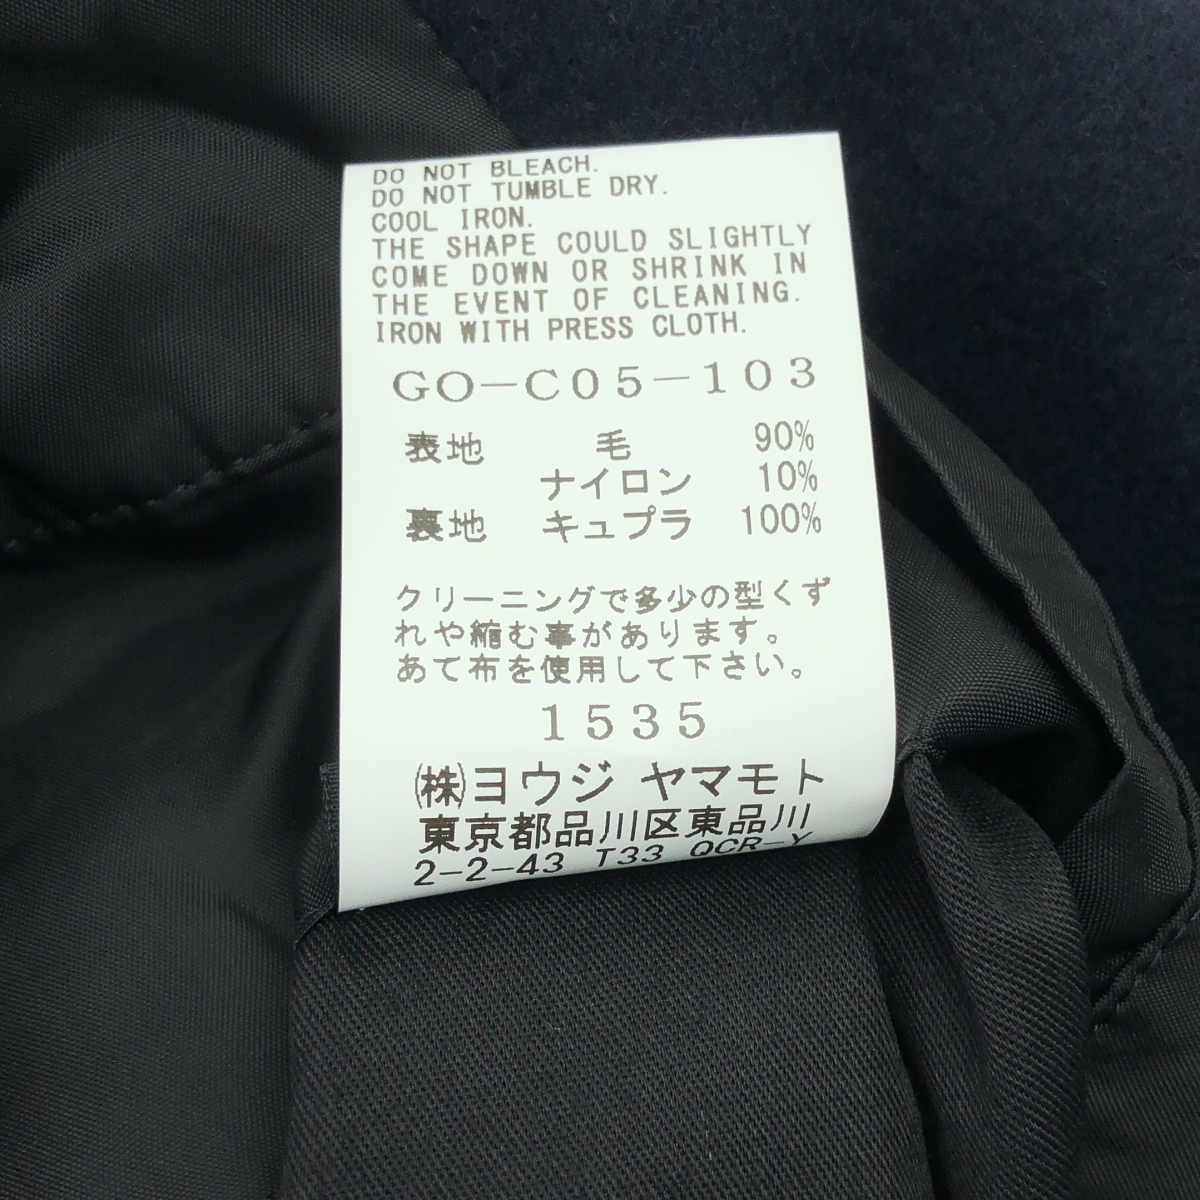 DO NOT BLEACH.
DO NOT TUMBLE DRY.
COOL IRON.
THE SHAPE COULD SLIGHTLY
COME DOWN OR SHRINK IN
THE EVENT OF CLEANING.
IRON WITH PRESS CLOTH.
GO-C05-103
表地 毛 90%
ナイロン 10%
裏地 キュプラ 100%
クリーニングで多少の型くず
れや縮む事があります。
あて布を使用して下さい。
1535
(株)ヨウジ ヤマモト
東京都品川区東品川
2-2-43 T33 QCR-Y